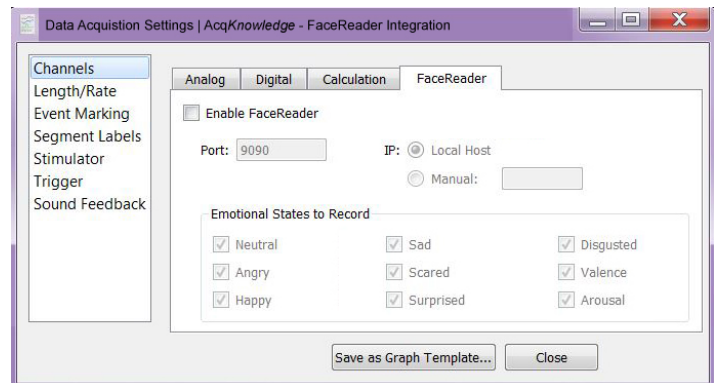 Data Acquistion Settings | AcqKnowledge - FaceReader Integration
Channels
Length/Rate
Event Marking
Segment Labels
Stimulator
Trigger
Sound Feedback
Analog Digital Calculation FaceReader
Enable FaceReader
Port: 9090 IP: Local Host
Manual:
Emotional States to Record
Neutral Sad Disgusted
Angry Scared Valence
Happy Surprised Arousal
Save as Graph Template... Close